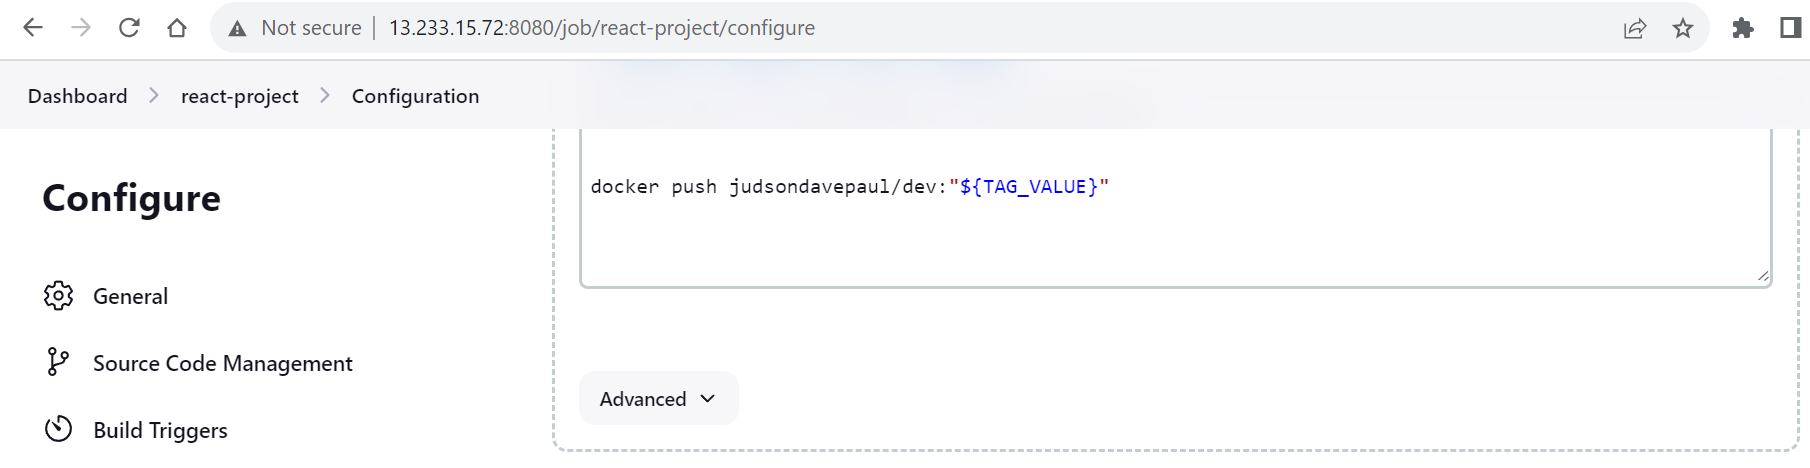 Not secure | 13.233.15.72:8080/job/react-project/configure
Dashboard > react-project > Configuration
docker push judsondavepaul/dev:"${TAG_VALUE}"
Configure
General
Source Code Management
Advanced
Build Triggers